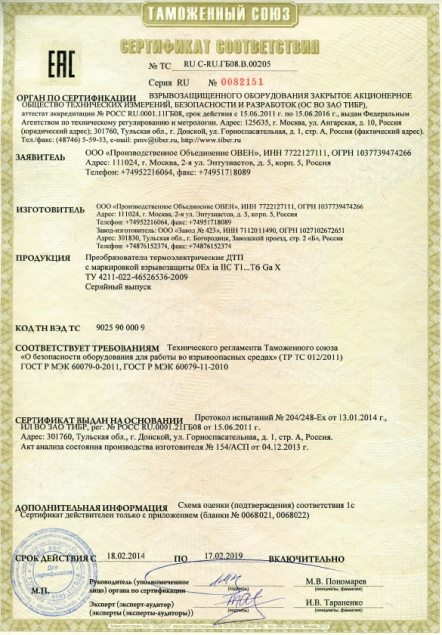 ТАМОЖЕННЫЙ СОЮЗ
ЕАС
СЕРТИФИКАТ СООТВЕТСТВИЯ
№ ТС RU C-RU.ГБ08.В.00205
Серия RU № 0082151
ОРГАН ПО СЕРТИФИКАЦИИ ВЗРЫВОЗАЩИЩЕННОГО ОБОРУДОВАНИЯ ЗАКРЫТОЕ АКЦИОНЕРНОЕ
ОБЩЕСТВО ТЕХНИЧЕСКИХ ИЗМЕРЕНИЙ, БЕЗОПАСНОСТИ И РАЗРАБОТОК (ОС ВО ЗАО ТИБР),
аттестат аккредитации № РОСС RU.0001.11ГБ08, срок действия с 15.06.2011 г. по 15.06.2016 г., выдан Федеральным
Агентством по техническому регулированию и метрологии. Адрес: 125635, г. Москва, ул. Ангарская, д. 10, Россия
(юридический адрес); 301760, Тульская обл., г. Донской, ул. Горноспасательная, д. 1, стр. А, Россия (фактический адрес).
Тел./факс: (48746) 5-59-53, e-mail: pmv@tiber.ru, http://www.tiber.ru
ЗАЯВИТЕЛЬ ООО «Производственное Объединение ОВЕН», ИНН 7722127111, ОГРН 1037739474266
Адрес: 111024, г. Москва, 2-я ул. Энтузиастов, д. 5, корп. 5, Россия
Телефон: +74952216064, факс: +74951718089
ИЗГОТОВИТЕЛЬ ООО «Производственное Объединение ОВЕН», ИНН 7722127111, ОГРН 1037739474266
Адрес: 111024, г. Москва, 2-я ул. Энтузиастов, д. 5, корп. 5, Россия
Телефон: +74952216064, факс: +74951718089
Завод-изготовитель: ООО «Завод № 423», ИНН 7112011490, ОГРН 1027102672651
Адрес: 301830, Тульская обл., г. Богородицк, Заводской проезд, стр. 2 «Б», Россия
Телефон: +74876152374, факс: +74876152374
ПРОДУКЦИЯ Преобразователи термоэлектрические ДТП
с маркировкой взрывозащиты 0Ex ia IIC T1...T6 Ga X
ТУ 4211-022-46526536-2009
Серийный выпуск
КОД ТН ВЭД ТС 9025 90 000 9
СООТВЕТСТВУЕТ ТРЕБОВАНИЯМ Технического регламента Таможенного союза
«О безопасности оборудования для работы во взрывоопасных средах» (ТР ТС 012/2011)
ГОСТ Р МЭК 60079-0-2011, ГОСТ Р МЭК 60079-11-2010
СЕРТИФИКАТ ВЫДАН НА ОСНОВАНИИ Протокол испытаний № 204/248-Ex от 13.01.2014 г.,
ИЛ ВО ЗАО ТИБР, рег. № РОСС RU.0001.21ГБ08 от 15.06.2011 г.
Адрес: 301760, Тульская обл., г. Донской, ул. Горноспасательная, д. 1, стр. А, Россия.
Акт анализа состояния производства изготовителя № 154/АСП от 04.12.2013 г.
ДОПОЛНИТЕЛЬНАЯ ИНФОРМАЦИЯ Схема оценки (подтверждения) соответствия 1с
Сертификат действителен только с приложением (бланки № 0068021, 0068022)
СРОК ДЕЙСТВИЯ С 18.02.2014 ПО 17.02.2019 ВКЛЮЧИТЕЛЬНО
Для сертификатов
М.П.
Руководитель (уполномоченное
лицо) органа по сертификации
(подпись)
М.В. Пономарев
(инициалы, фамилия)
Эксперт (эксперт-аудитор)
(эксперты (эксперты-аудиторы))
(подпись)
И.В. Тараненко
(инициалы, фамилия)